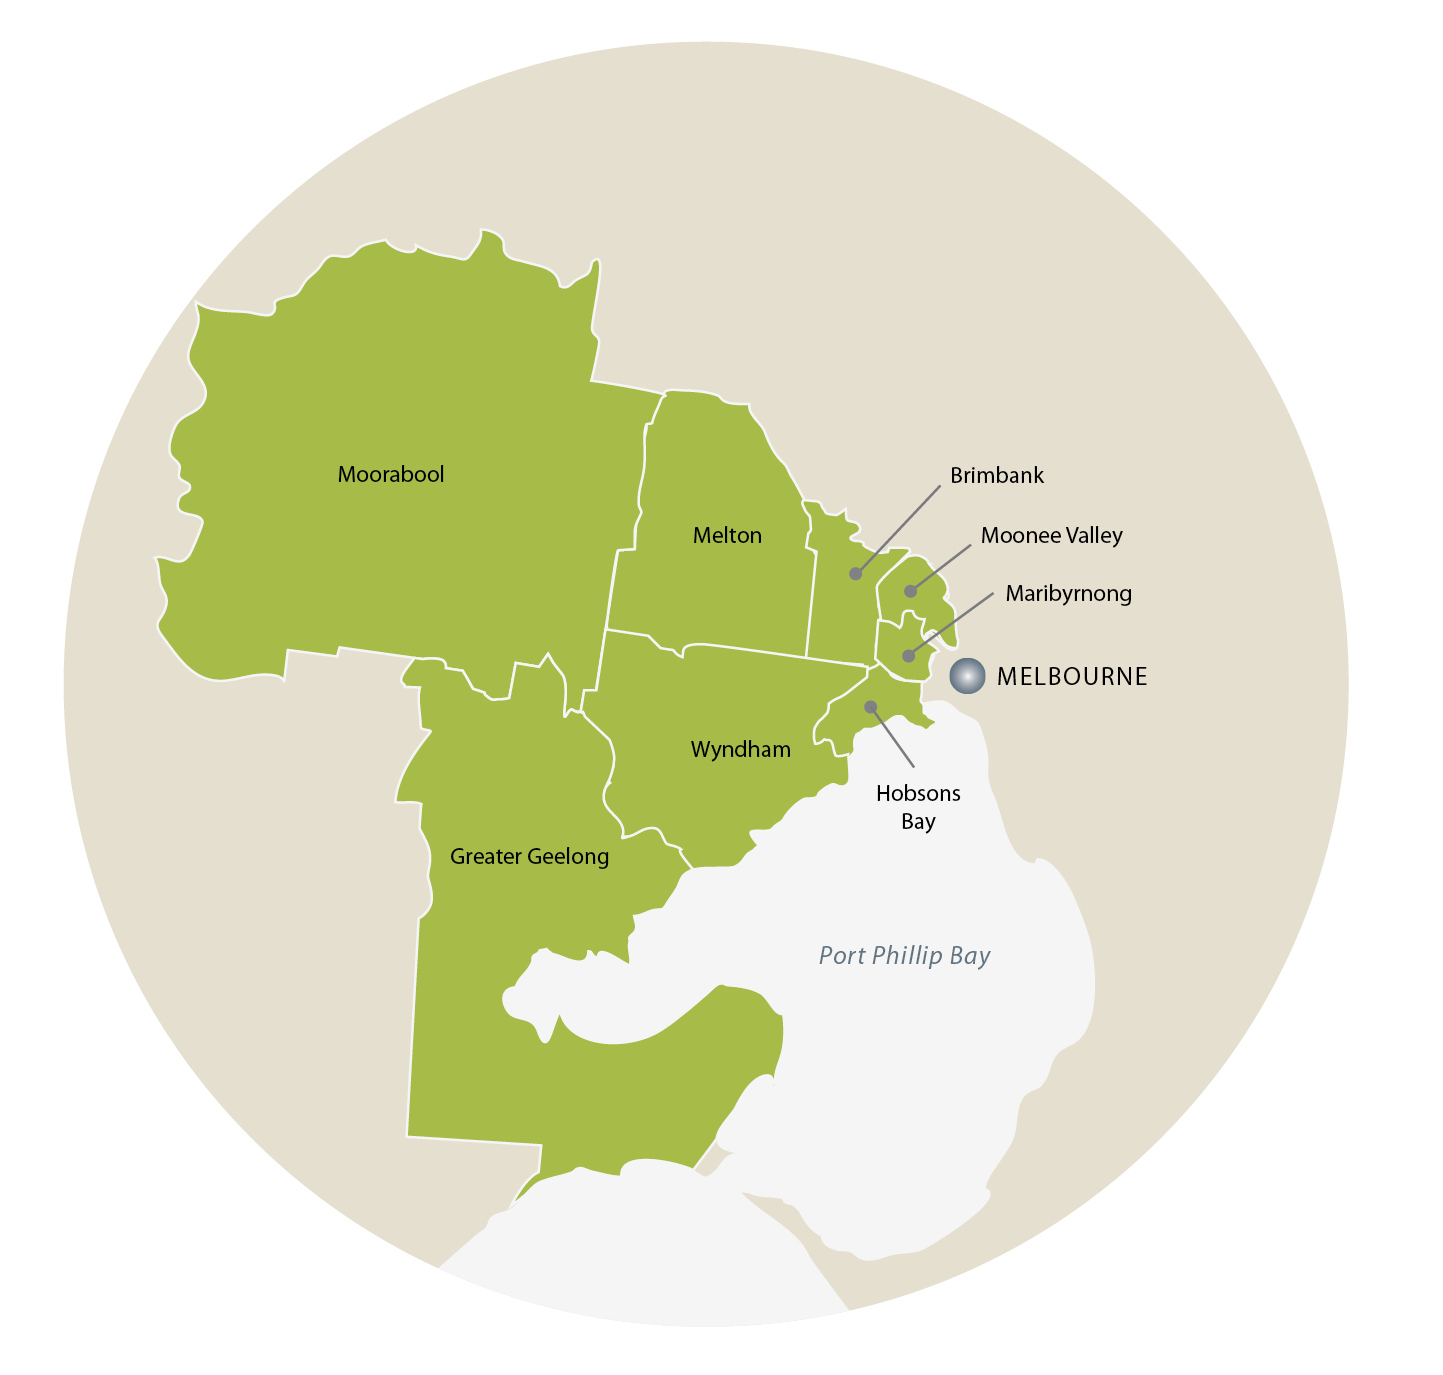 Moorabool
Brimbank
Melton
Moonee Valley
Maribyrnong
MELBOURNE
Wyndham
Hobsons
Bay
Greater Geelong
Port Phillip Bay